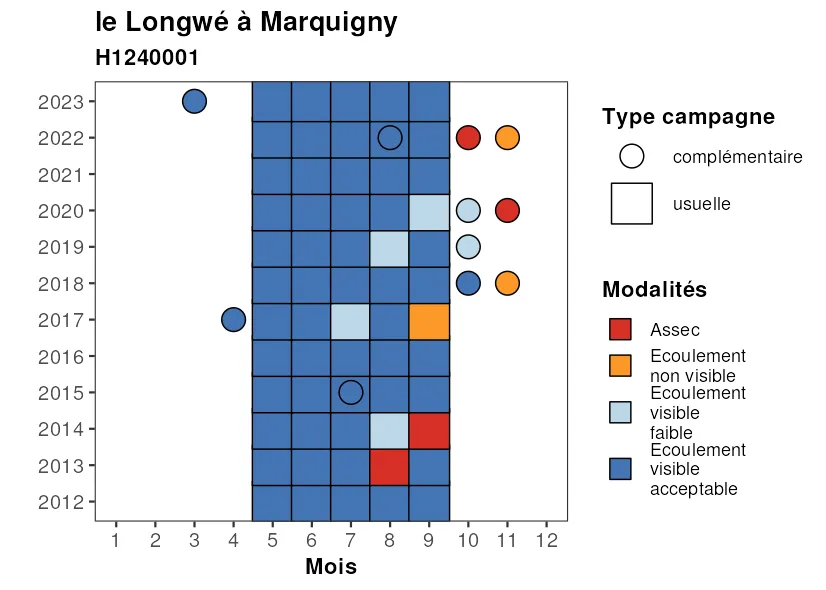 le Longwé à Marquigny
H1240001
2023
2022
2021
2020
2019
2018
2017
2016
2015
2014
2013
2012
1 2 3 4 5 6 7 8 9 10 11 12
Mois
Type campagne
complémentaire
usuelle
Modalités
Assec
Ecoulement
non visible
Ecoulement
visible
faible
Ecoulement
visible
acceptable